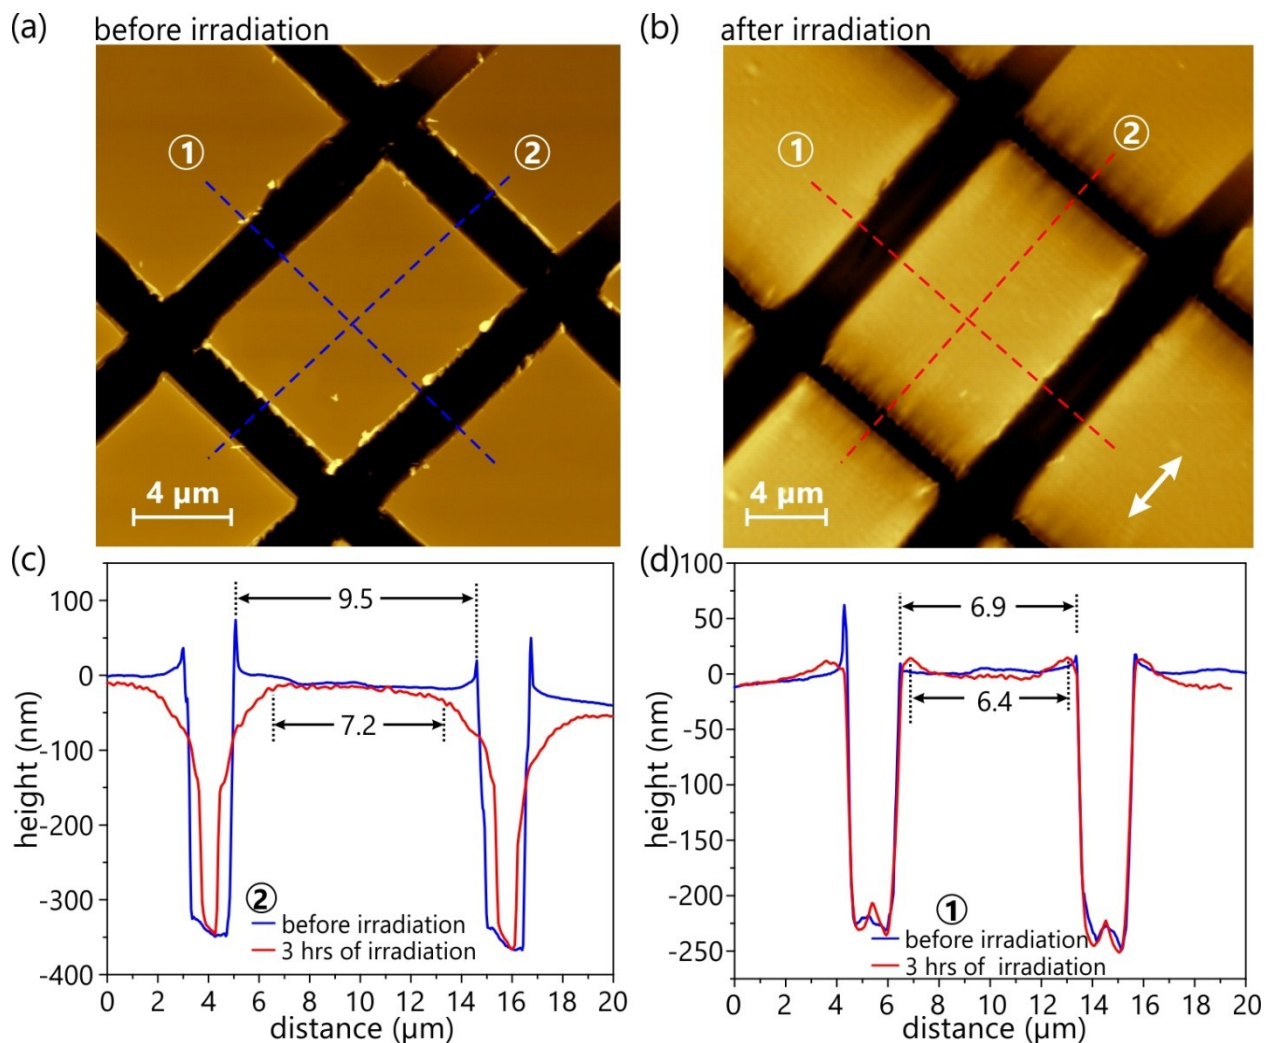 (a) before irradiation
(b) after irradiation
① ②
4 µm
① ②
4 µm
(c)
height (nm)
100
0
-100
-200
-300
-400
9.5
7.2
②
before irradiation
3 hrs of irradiation
0 2 4 6 8 10 12 14 16 18 20
distance (µm)
(d)
height (nm)
100
50
0
-50
-100
-150
-200
-250
6.9
6.4
①
before irradiation
3 hrs of irradiation
0 2 4 6 8 10 12 14 16 18 20
distance (µm)